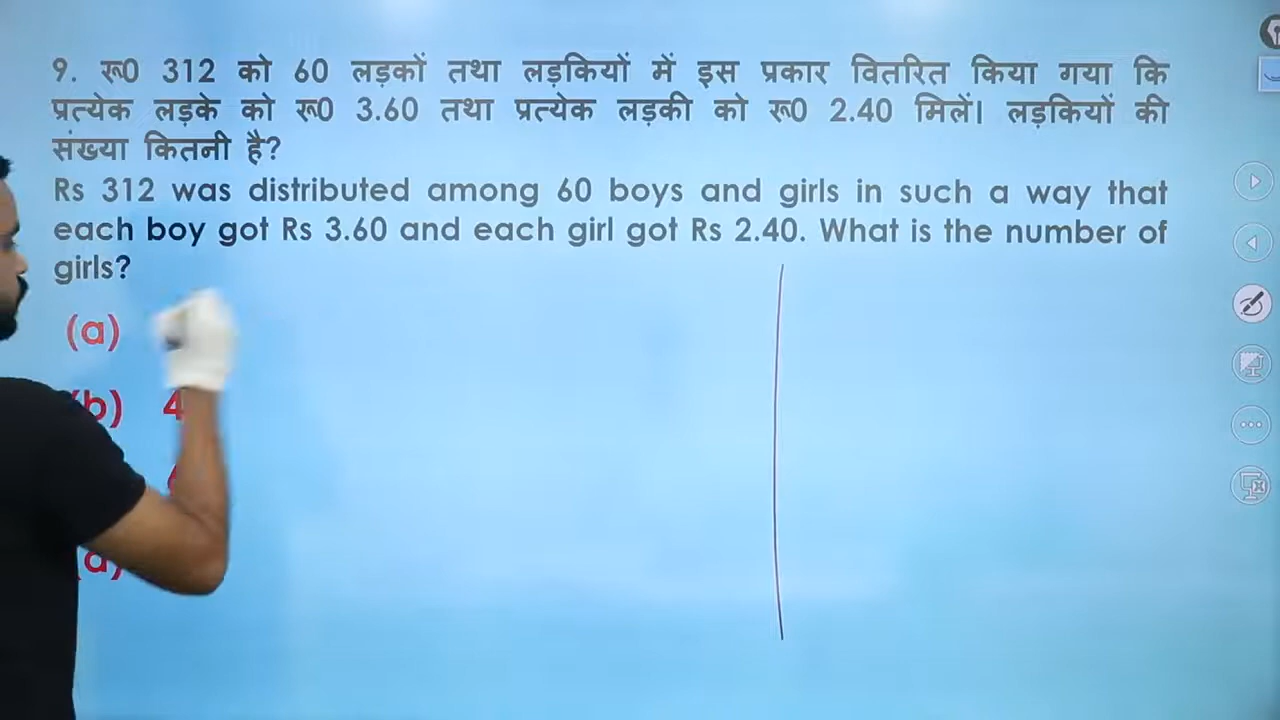 9. रू0 312 को 60 लड़कों तथा लड़कियों में इस प्रकार वितरित किया गया कि
प्रत्येक लड़के को रू0 3.60 तथा प्रत्येक लड़की को रू0 2.40 मिलें। लड़कियों की
संख्या कितनी है?
Rs 312 was distributed among 60 boys and girls in such a way that
each boy got Rs 3.60 and each girl got Rs 2.40. What is the number of
girls?
(a)
(b) 4
(d)